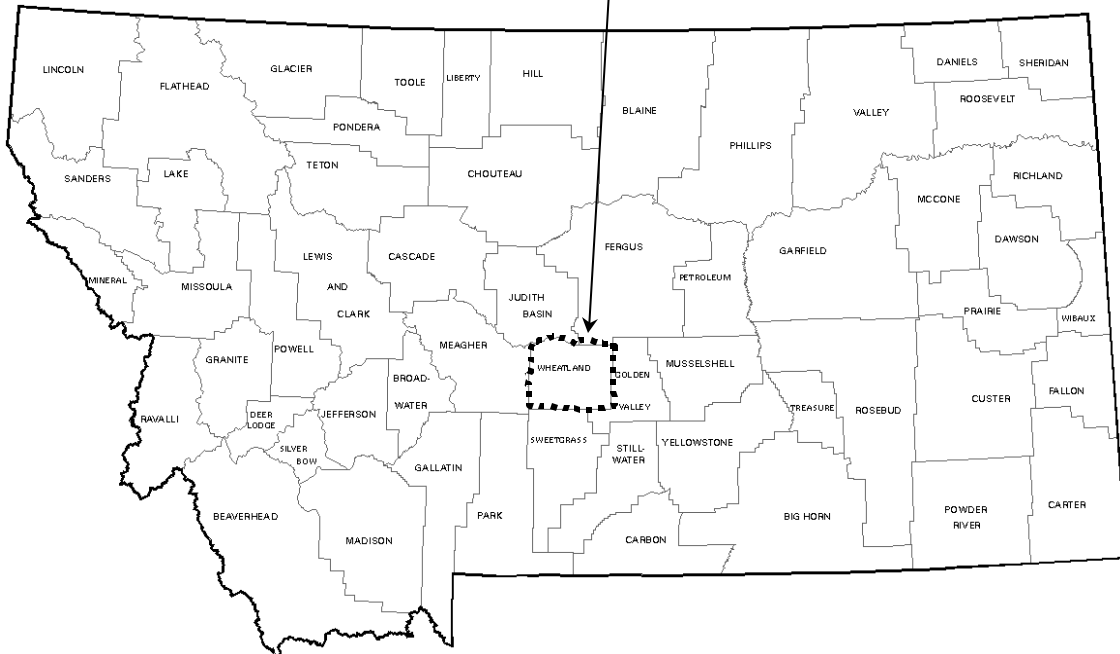 LINCOLN
FLATHEAD
GLACIER
TOOLE
LIBERTY
HILL
BLAINE
PHILLIPS
VALLEY
DANIELS
SHERIDAN
ROOSEVELT
PONDERA
TETON
CHOUTEAU
SANDERS
LAKE
RICHLAND
MCCONE
DAWSON
GARFIELD
FERGUS
PETROLEUM
LEWIS
AND
CLARK
CASCADE
JUDITH
BASIN
MINERAL
MISSOULA
PRAIRIE
WIBAUX
MEAGHER
POWELL
GRANITE
WHEATLAND
GOLDEN
VALLEY
MUSSELSHELL
BROAD-
WATER
TREASURE
ROSEBUD
CUSTER
FALLON
RAVALLI
DEER
LODGE
JEFFERSON
SILVER
BOW
SWEETGRASS
STILL-
WATER
YELLOWSTONE
GALLATIN
PARK
BEAVERHEAD
MADISON
CARBON
BIG HORN
POWDER
RIVER
CARTER